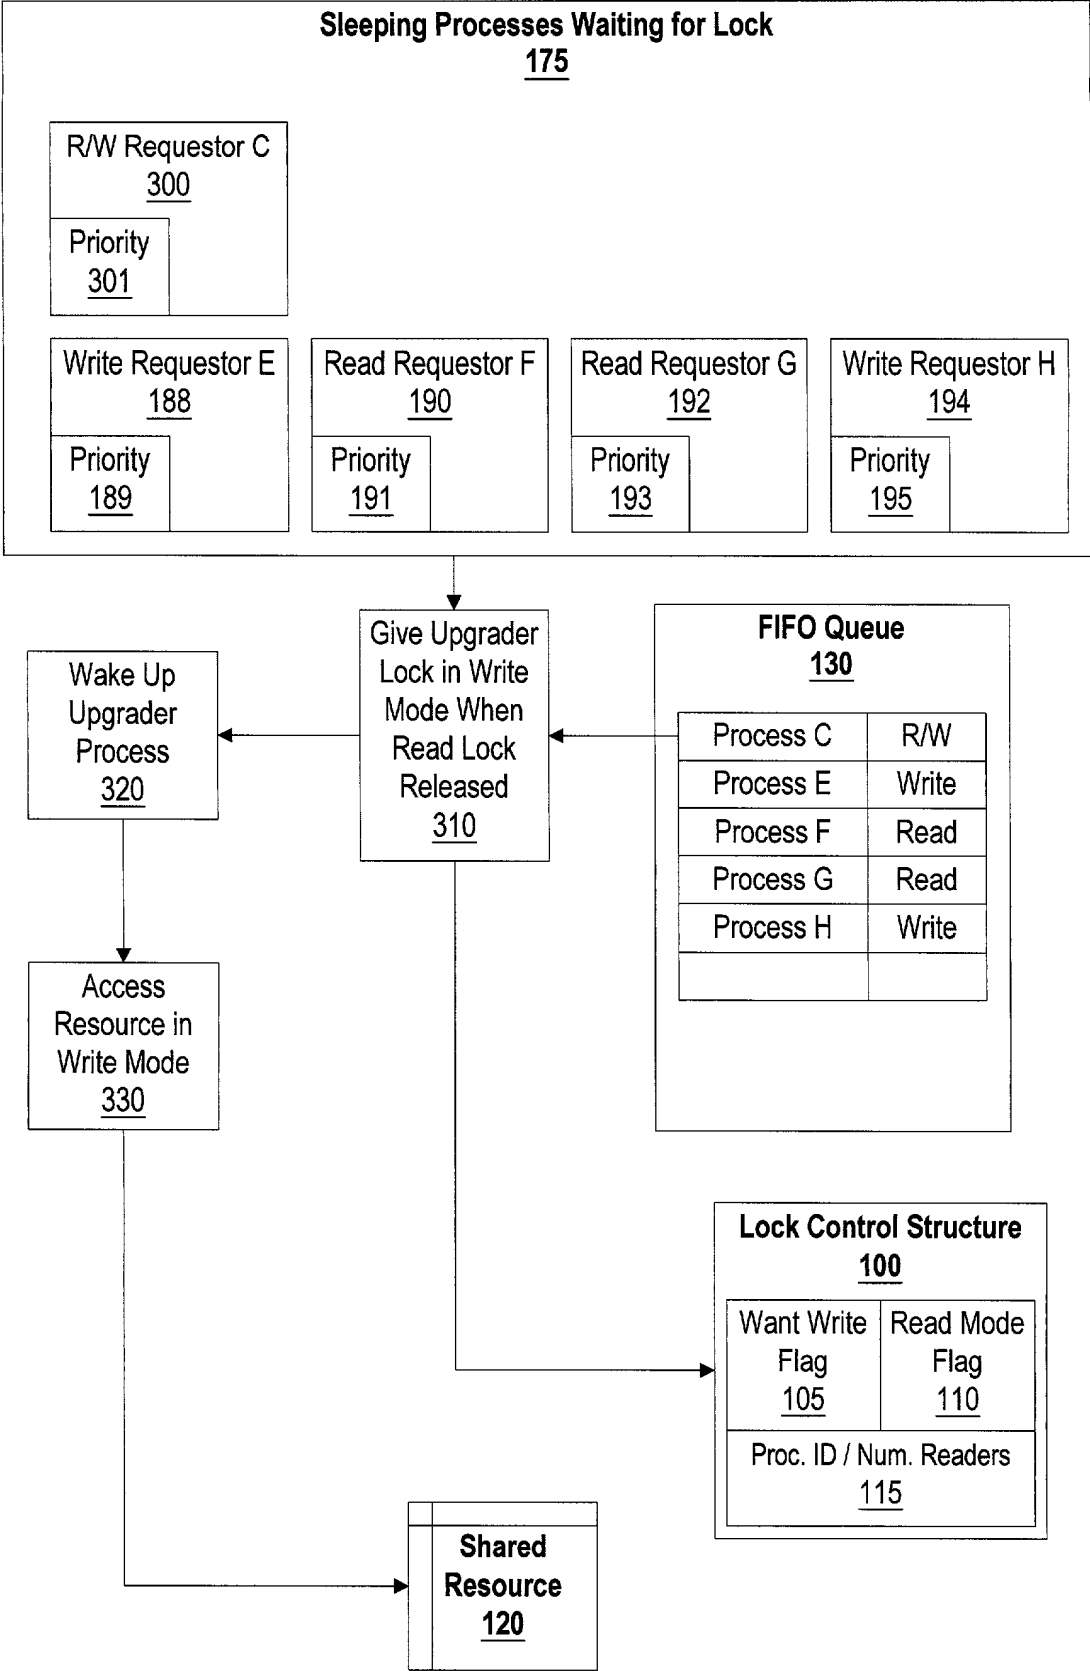 Sleeping Processes Waiting for Lock
175
R/W Requestor C
300
Priority
301
Write Requestor E
188
Priority
189
Read Requestor F
190
Priority
191
Read Requestor G
192
Priority
193
Write Requestor H
194
Priority
195
Give Upgrader
Lock in Write
Mode When
Read Lock
Released
310
Wake Up
Upgrader
Process
320
Access
Resource in
Write Mode
330
FIFO Queue
130
Process C R/W
Process E Write
Process F Read
Process G Read
Process H Write
Lock Control Structure
100
Want Write
Flag
105
Read Mode
Flag
110
Proc. ID / Num. Readers
115
Shared
Resource
120